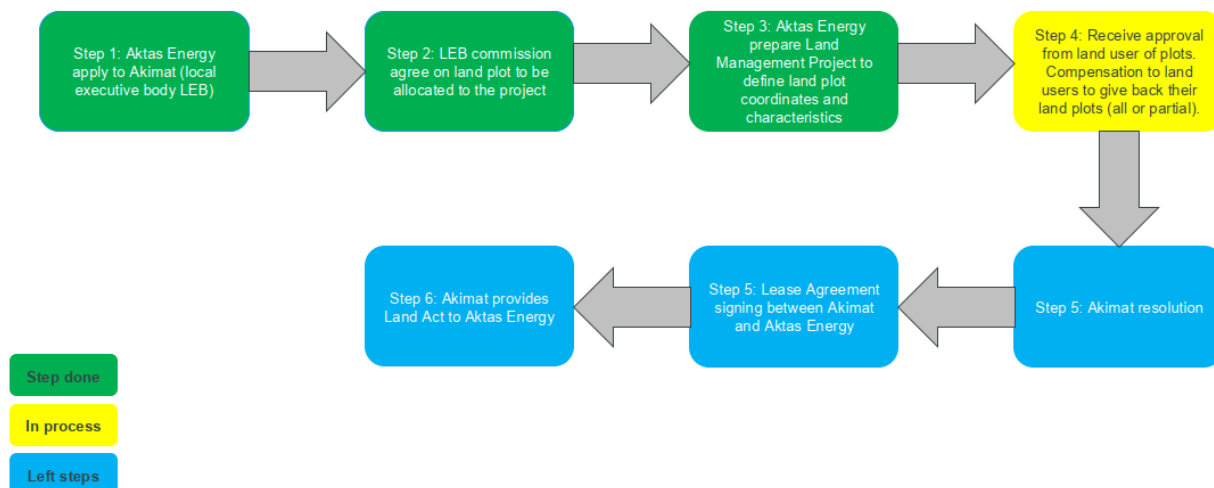 Step 1: Aktas Energy
apply to Akimat (local
executive body LEB)
Step 2: LEB commission
agree on land plot to be
allocated to the project
Step 3: Aktas Energy
prepare Land
Management Project to
define land plot
coordinates and
characteristics
Step 4: Receive approval
from land user of plots.
Compensation to land
users to give back their
land plots (all or partial).
Step 5: Akimat resolution
Step 5: Lease Agreement
signing between Akimat
and Aktas Energy
Step 6: Akimat provides
Land Act to Aktas Energy
Step done
In process
Left steps